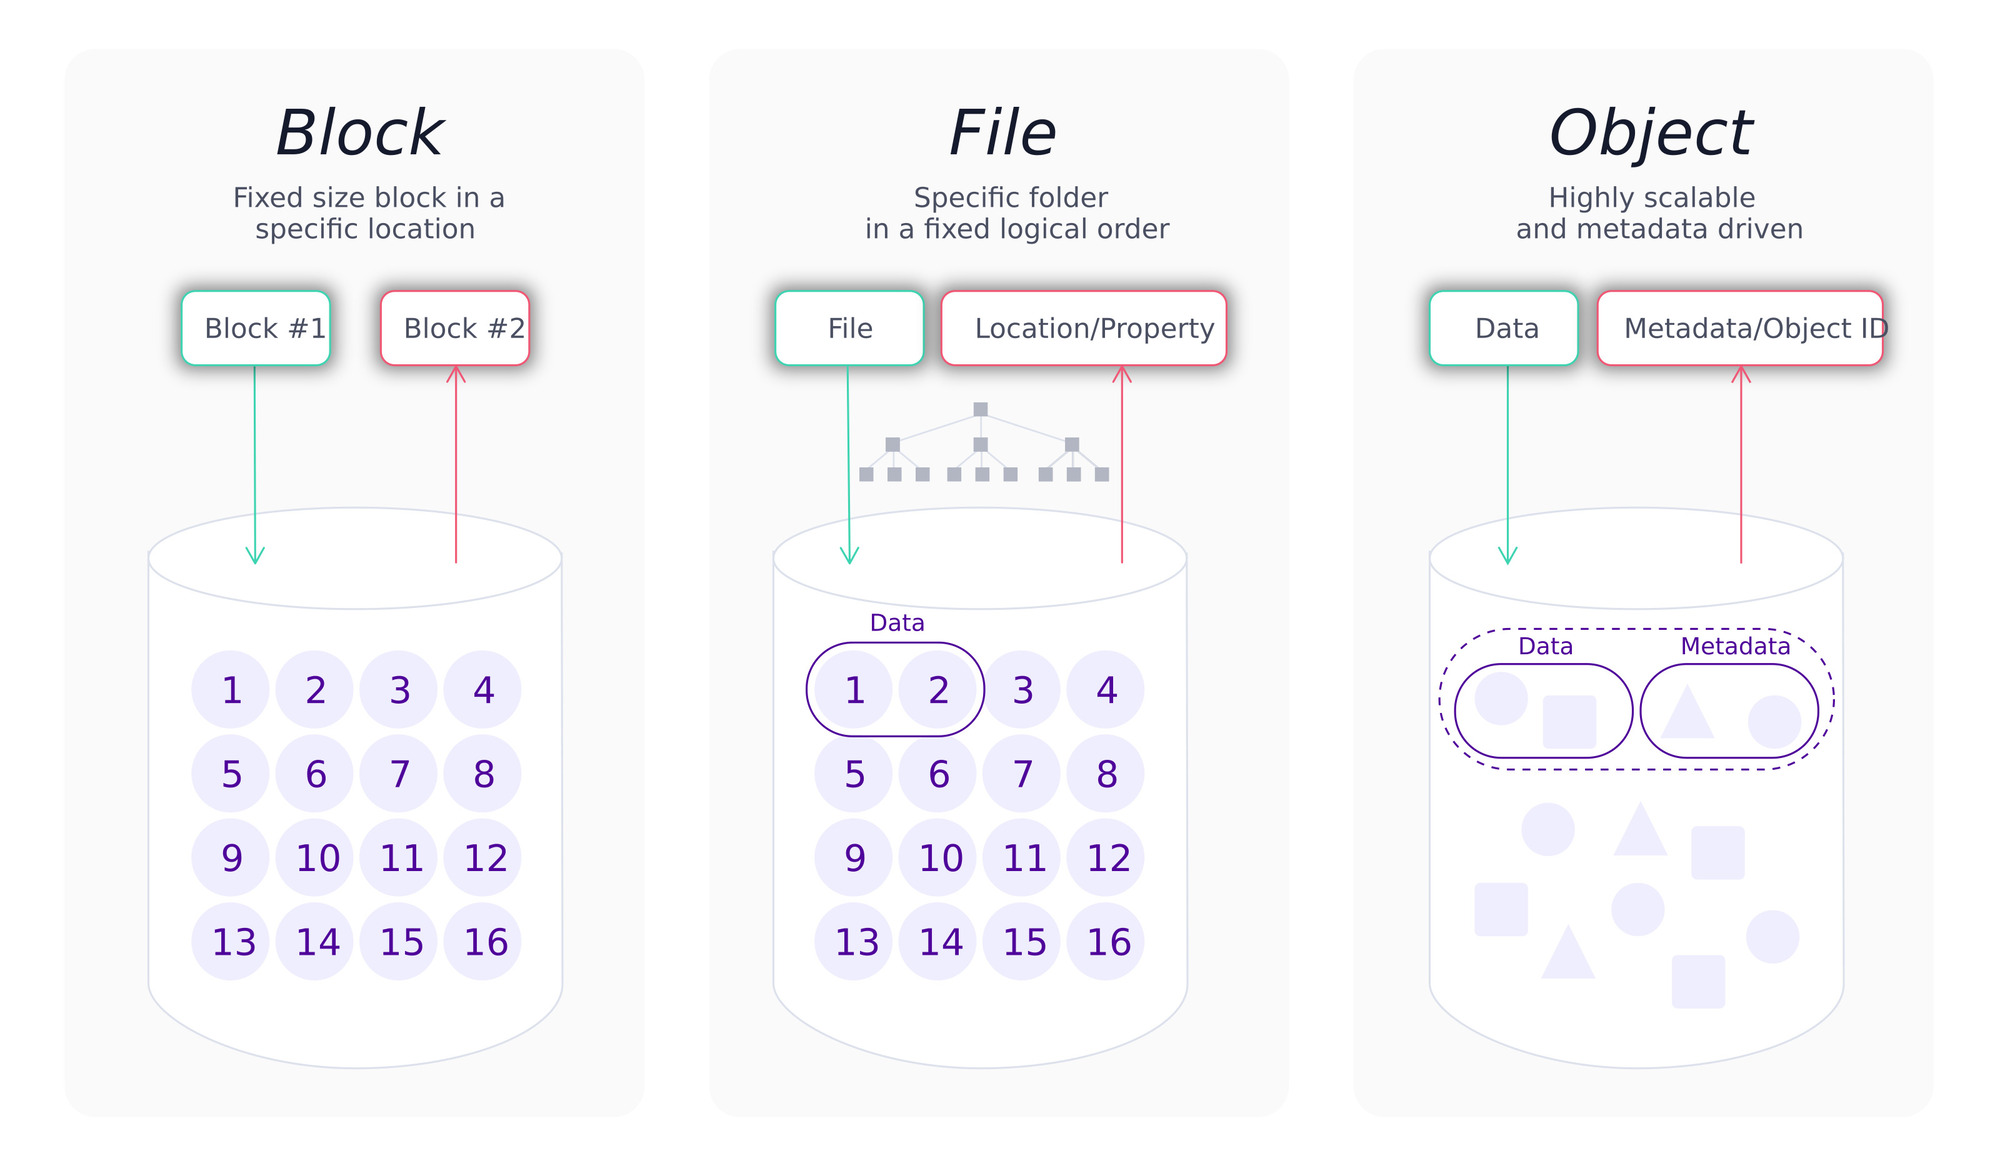 Block
Fixed size block in a
specific location
Block #1
Block #2
1 2 3 4
5 6 7 8
9 10 11 12
13 14 15 16
File
Specific folder
in a fixed logical order
File
Location/Property
Data
1 2 3 4
5 6 7 8
9 10 11 12
13 14 15 16
Object
Highly scalable
and metadata driven
Data
Metadata/Object ID
Data
Metadata